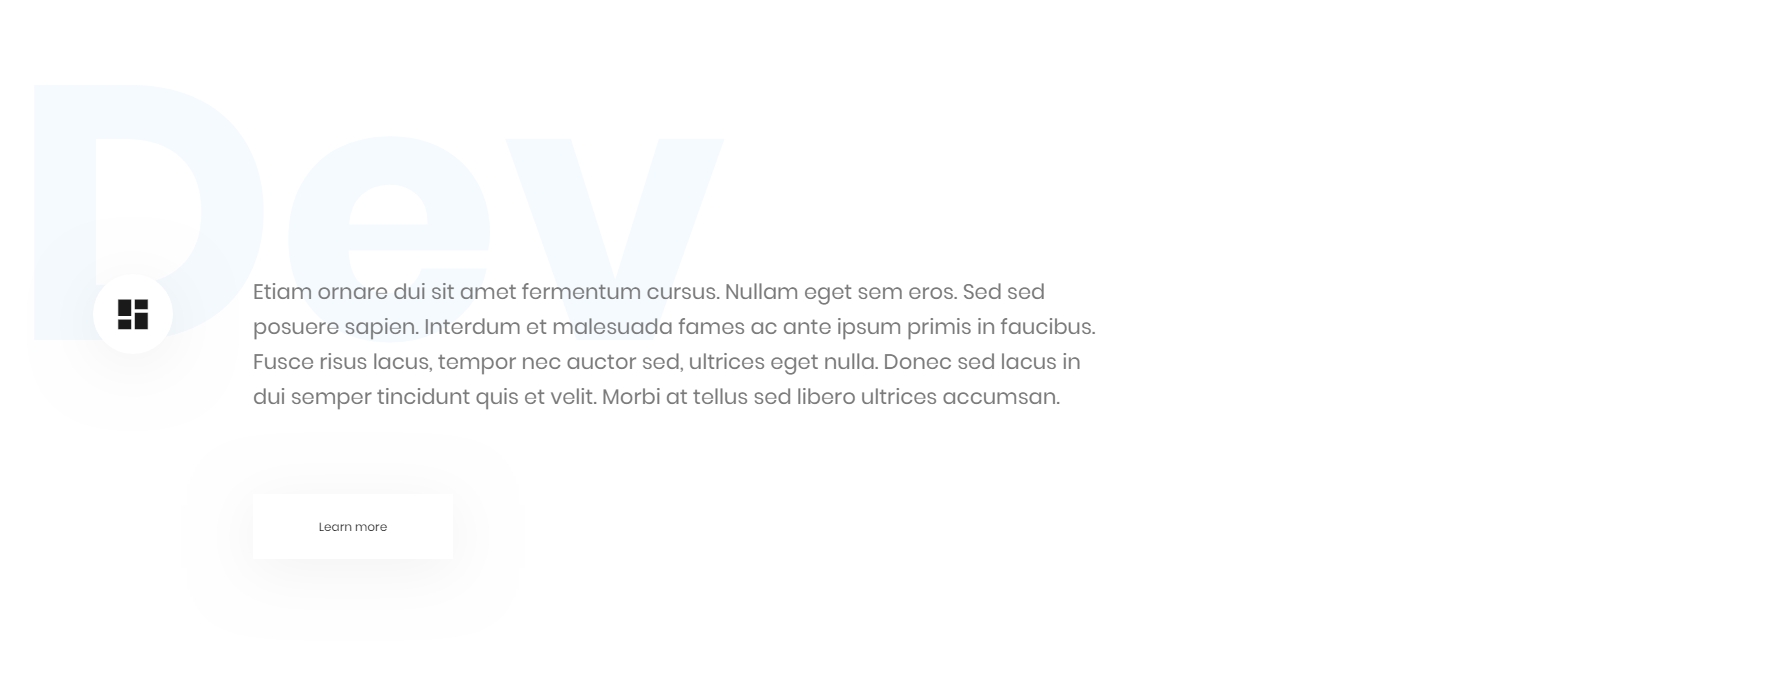 Dev
Etiam ornare dui sit amet fermentum cursus. Nullam eget sem eros. Sed sed
posuere sapien. Interdum et malesuada fames ac ante ipsum primis in faucibus.
Fusce risus lacus, tempor nec auctor sed, ultrices eget nulla. Donec sed lacus in
dui semper tincidunt quis et velit. Morbi at tellus sed libero ultrices accumsan.
Learn more